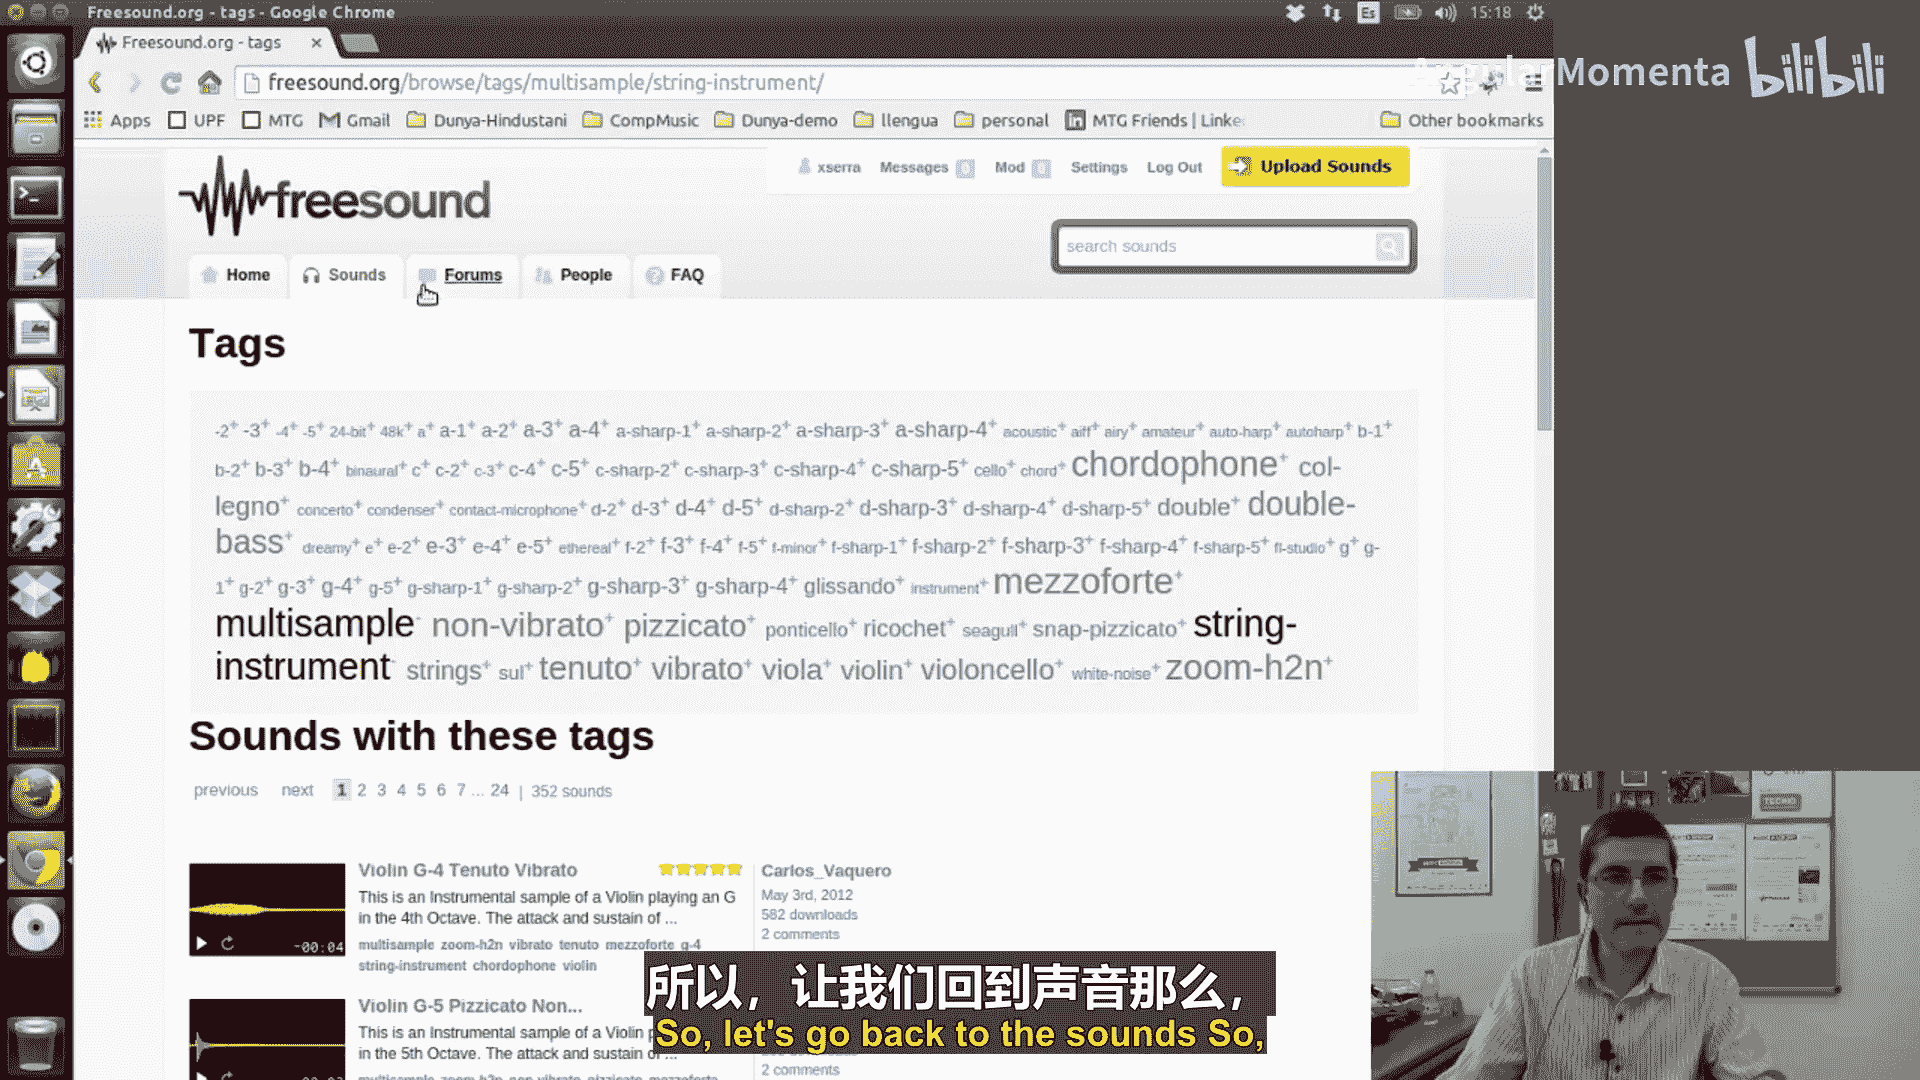 Freesound.org - tags - Google Chrome
Es
15:18
Freesound.org - tags
freesound.org/browse/tags/multisample/string-instrument/
Momenta bilibili
Apps UPF MTG Gmail Dunya-Hindustani CompMusic Dunya-demo llengua personal MTG Friends | Linke Other bookmarks
xserra Messages 0 Mod 0 Settings Log Out Upload Sounds
freesound
search sounds
Home Sounds Forums People FAQ
Tags
-2+ -3+ -4+ -5+ 24-bit+ 48k+ a+ a-1+ a-2+ a-3+ a-4+ a-sharp-1+ a-sharp-2+ a-sharp-3+ a-sharp-4+ acoustic+ aiff+ airy+ amateur+ auto-harp+ autoharp+ b-1+
b-2+ b-3+ b-4+ binaural+ c+ c-2+ c-3+ c-4+ c-5+ c-sharp-2+ c-sharp-3+ c-sharp-4+ c-sharp-5+ cello+ chord+ chordophone+ col-
legno+ concerto+ condenser+ contact-microphone+ d-2+ d-3+ d-4+ d-5+ d-sharp-2+ d-sharp-3+ d-sharp-4+ d-sharp-5+ double+ double-
bass+ dreamy+ e+ e-2+ e-3+ e-4+ e-5+ ethereal+ f-2+ f-3+ f-4+ f-5+ f-minor+ f-sharp-1+ f-sharp-2+ f-sharp-3+ f-sharp-4+ f-sharp-5+ fl-studio+ g+ g-
1+ g-2+ g-3+ g-4+ g-5+ g-sharp-1+ g-sharp-2+ g-sharp-3+ g-sharp-4+ glissando+ instrument+ mezzoforte+
multisample- non-vibrato+ pizzicato+ ponticello+ ricochet+ seagull+ snap-pizzicato+ string-
instrument- strings+ sul+ tenuto+ vibrato+ viola+ violin+ violoncello+ white-noise+ zoom-h2n+
Sounds with these tags
previous next 1 2 3 4 5 6 7 ... 24 | 352 sounds
Violin G-4 Tenuto Vibrato
This is an Instrumental sample of a Violin playing an G
in the 4th Octave. The attack and sustain of ...
multisample zoom-h2n vibrato tenuto mezzoforte g-4
string-instrument chordophone violin
-00:04
Carlos_Vaquero
May 3rd, 2012
582 downloads
2 comments
Violin G-5 Pizzicato Non...
This is an Instrumental sample of a Violin
in the 5th Octave. The attack and sustain of
multisample zoom-h2n non-vibrato pizzicato mezzoforte
2 comments
所以，让我们回到声音那么，
So, let's go back to the sounds So,